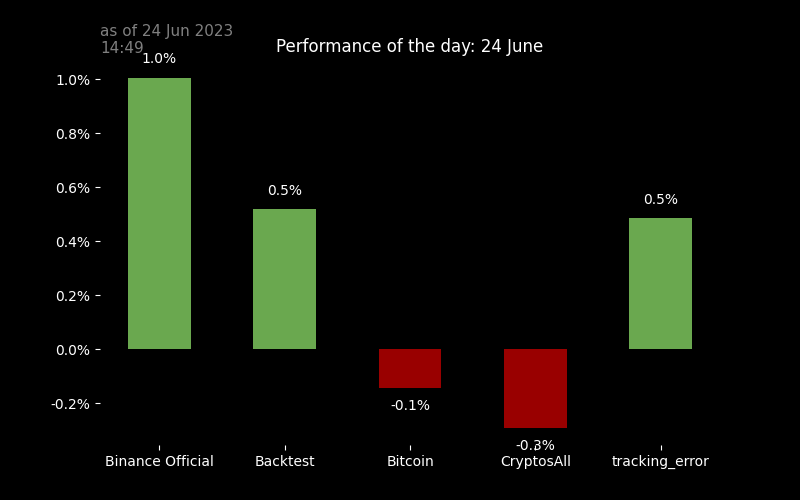 as of 24 Jun 2023
14:49
Performance of the day: 24 June
1.0%
0.5%
-0.1%
-0.3%
0.5%
1.0%
0.8%
0.6%
0.4%
0.2%
0.0%
-0.2%
Binance Official
Backtest
Bitcoin
CryptosAll
tracking_error